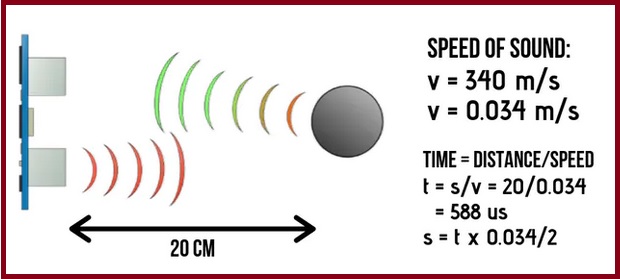 SPEED OF SOUND:
v = 340 m/s
v = 0.034 m/s
TIME = DISTANCE/SPEED
t = s/v = 20/0.034
= 588 us
s = t x 0.034/2
20 CM